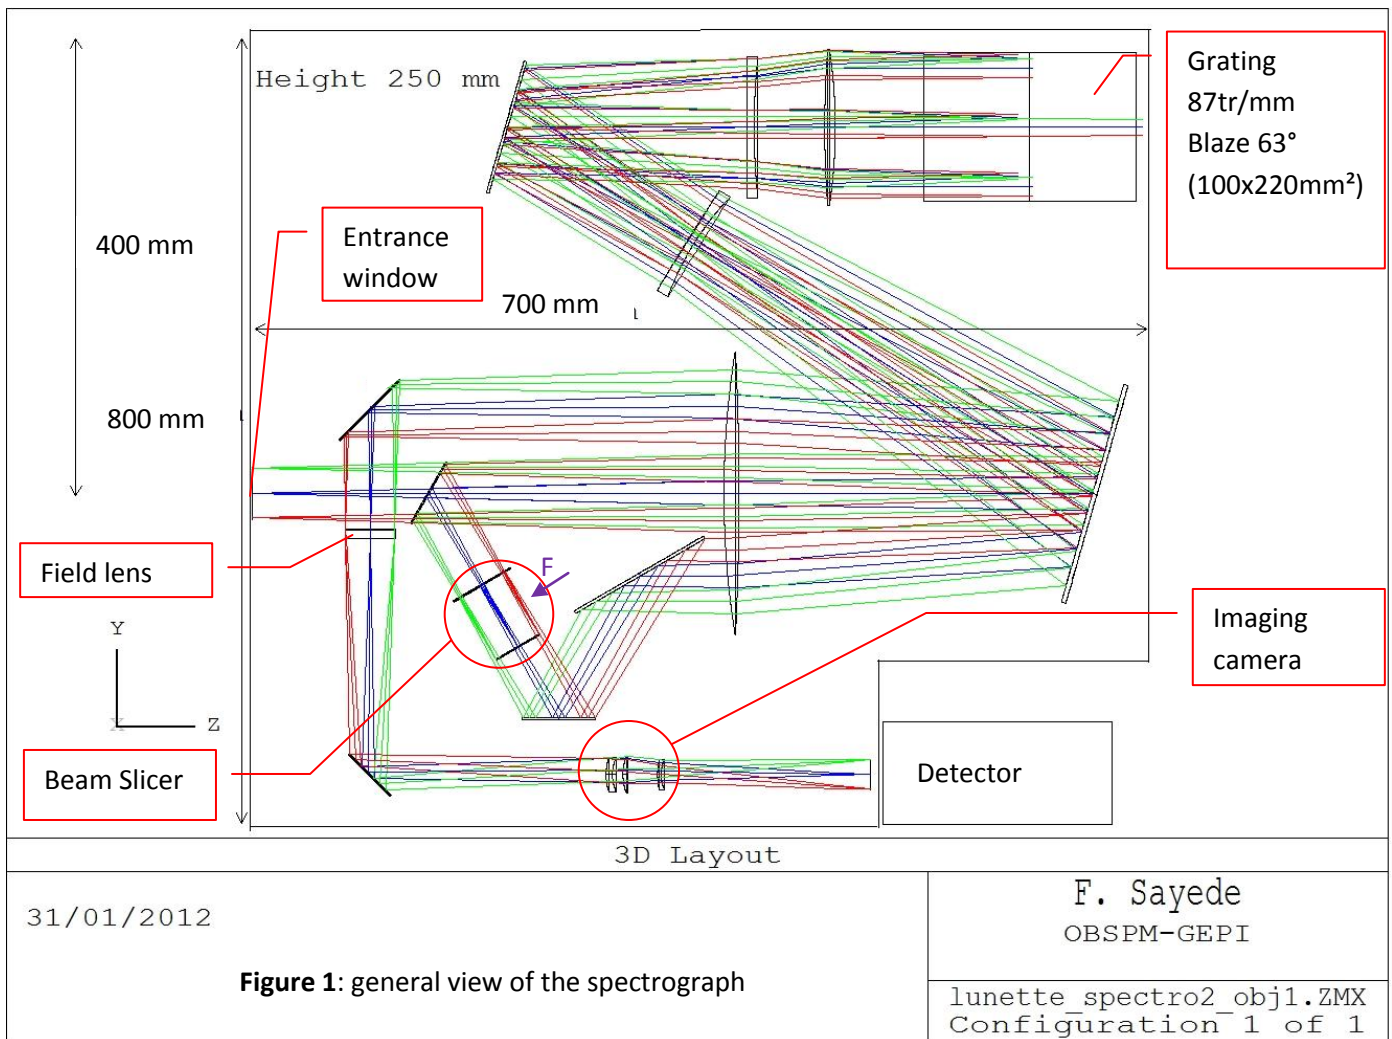 Height 250 mm
Grating
87tr/mm
Blaze 63°
(100x220mm²)
400 mm
Entrance
window
700 mm
800 mm
Field lens
F
Imaging
camera
Y
X
Z
Beam Slicer
Detector
3D Layout
31/01/2012
F. Sayede
OBSPM-GEPI
Figure 1: general view of the spectrograph
lunette_spectro2_obj1.ZMX
Configuration 1 of 1